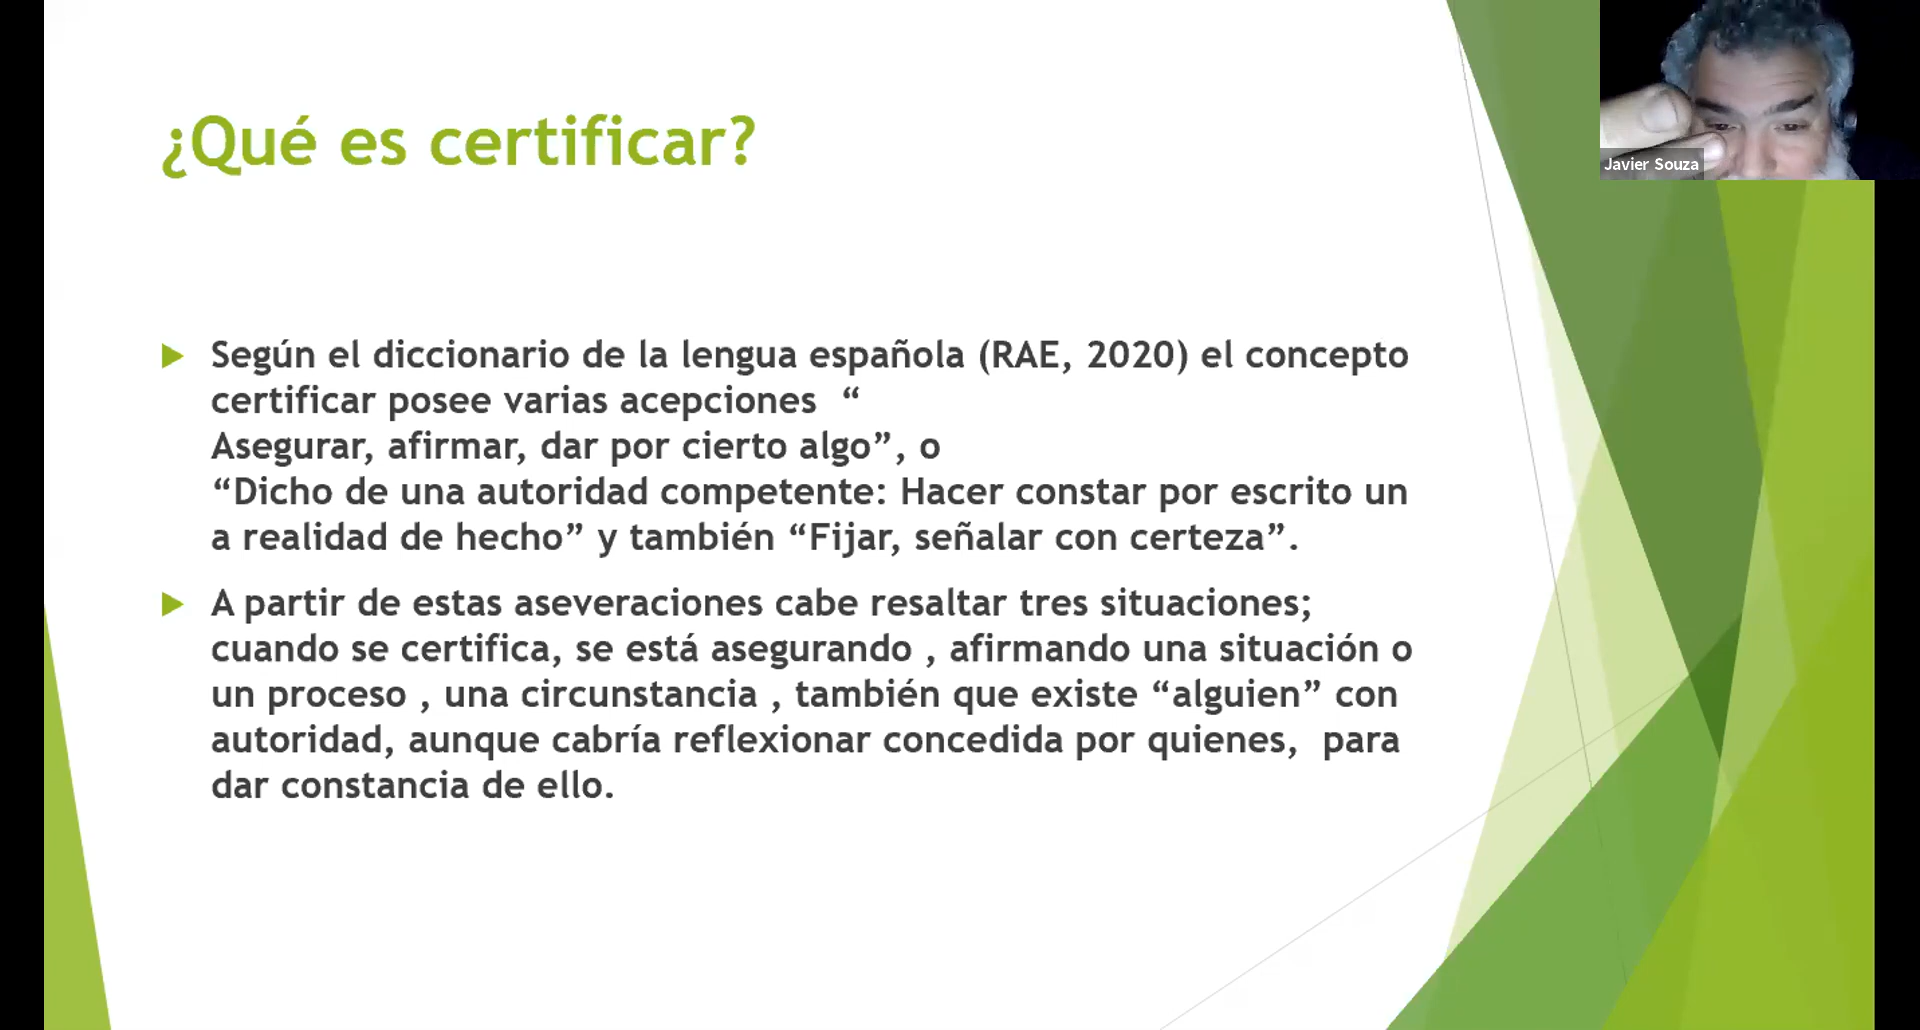 ¿Qué es certificar?
Según el diccionario de la lengua española (RAE, 2020) el concepto
certificar posee varias acepciones “
Asegurar, afirmar, dar por cierto algo”, o
“Dicho de una autoridad competente: Hacer constar por escrito un
a realidad de hecho” y también “Fijar, señalar con certeza”.
A partir de estas aseveraciones cabe resaltar tres situaciones;
cuando se certifica, se está asegurando , afirmando una situación o
un proceso , una circunstancia , también que existe “alguien” con
autoridad, aunque cabría reflexionar concedida por quienes, para
dar constancia de ello.
Javier Souza